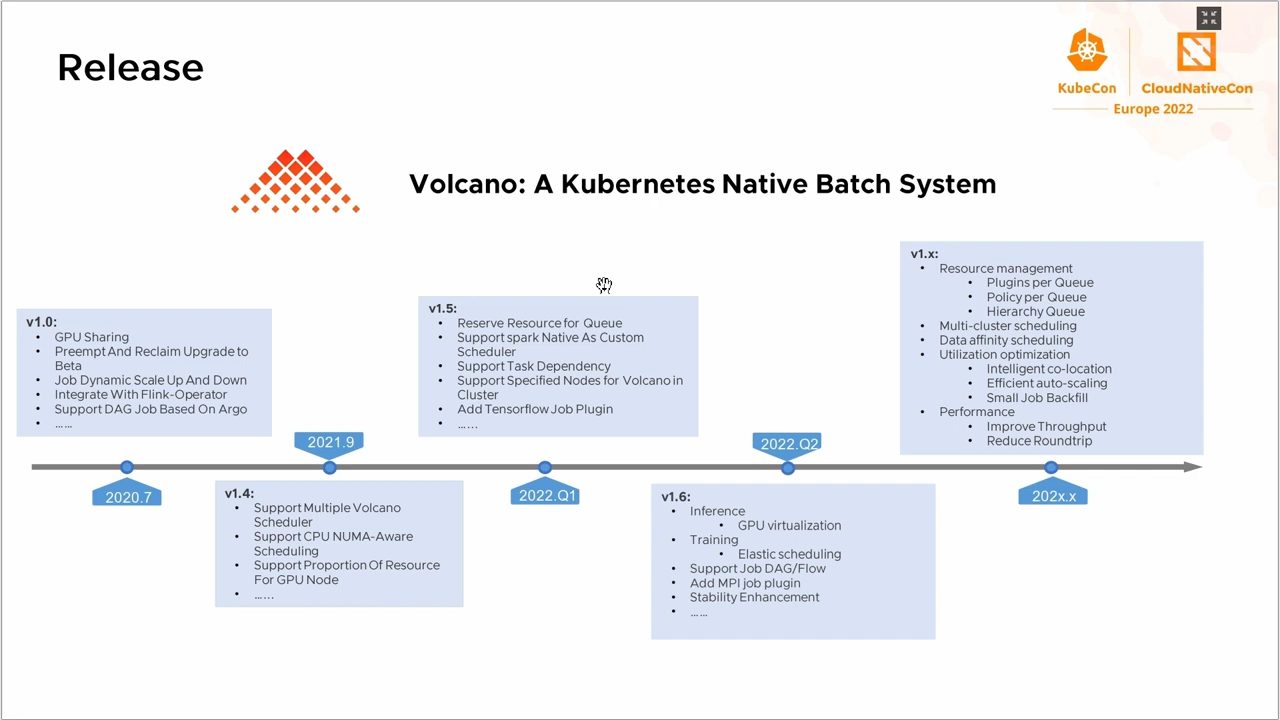 Release
KubeCon
CloudNativeCon
Europe 2022
Volcano: A Kubernetes Native Batch System
v1.0:
• GPU Sharing
• Preempt And Reclaim Upgrade to
Beta
• Job Dynamic Scale Up And Down
• Integrate With Flink-Operator
• Support DAG Job Based On Argo
• ……
2020.7
2021.9
v1.4:
• Support Multiple Volcano
Scheduler
• Support CPU NUMA-Aware
Scheduling
• Support Proportion Of Resource
For GPU Node
• ……
v1.5:
• Reserve Resource for Queue
• Support spark Native As Custom
Scheduler
• Support Task Dependency
• Support Specified Nodes for Volcano in
Cluster
• Add Tensorflow Job Plugin
• ……
2022.Q1
2022.Q2
v1.6:
• Inference
• GPU virtualization
• Training
• Elastic scheduling
• Support Job DAG/Flow
• Add MPI job plugin
• Stability Enhancement
• ……
v1.x:
• Resource management
• Plugins per Queue
• Policy per Queue
• Hierarchy Queue
• Multi-cluster scheduling
• Data affinity scheduling
• Utilization optimization
• Intelligent co-location
• Efficient auto-scaling
• Small Job Backfill
• Performance
• Improve Throughput
• Reduce Roundtrip
202x.x